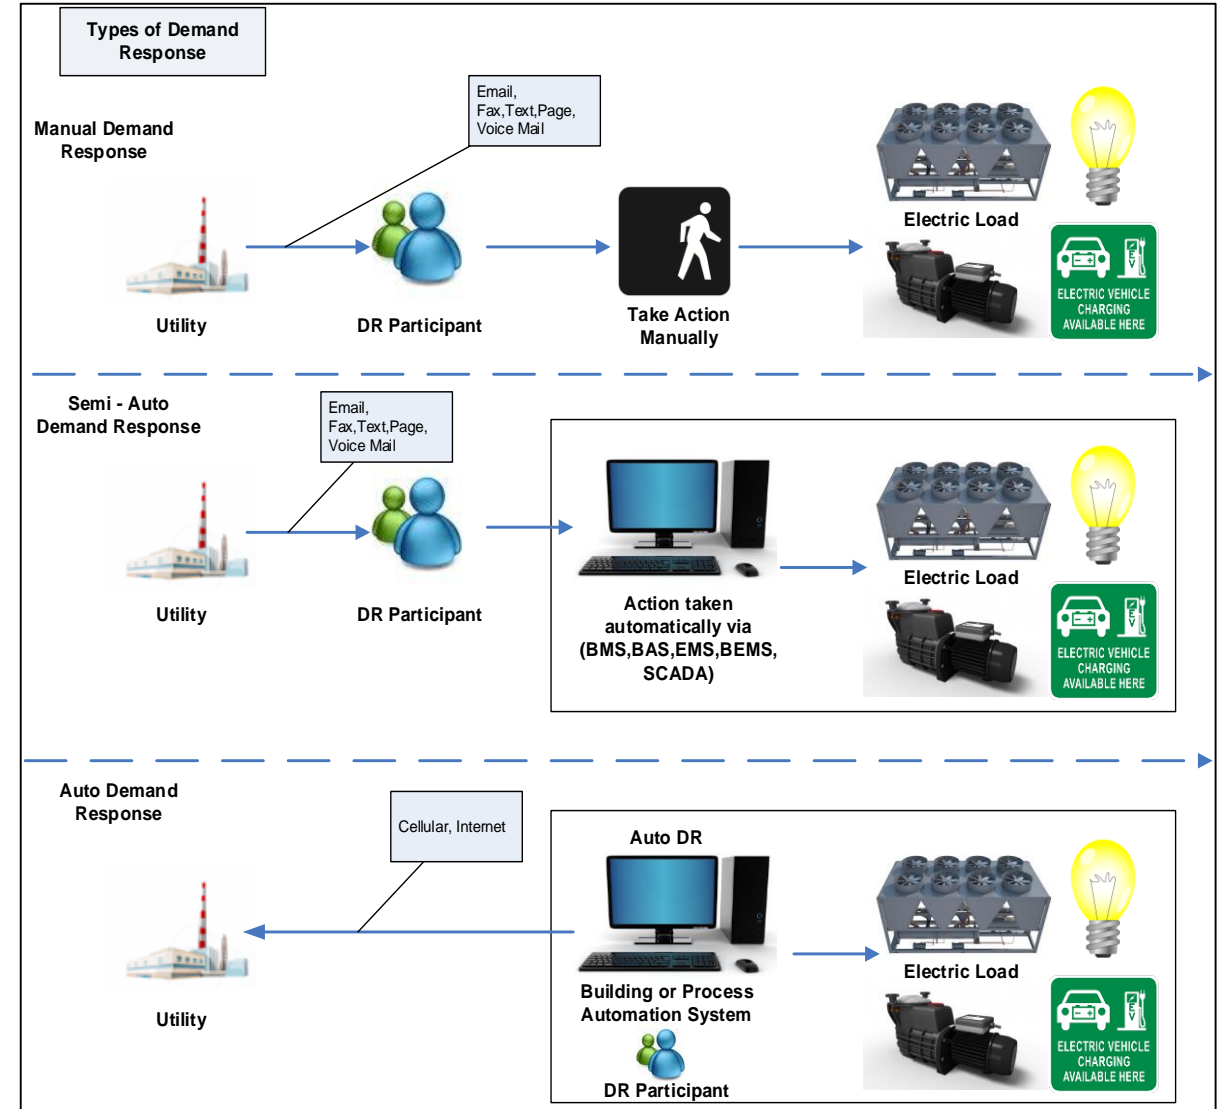 Types of Demand
Response
Manual Demand
Response
Email,
Fax,Text,Page,
Voice Mail
Utility
DR Participant
Take Action
Manually
Electric Load
EV
ELECTRIC VEHICLE
CHARGING
AVAILABLE HERE
Semi - Auto
Demand Response
Email,
Fax,Text,Page,
Voice Mail
Utility
DR Participant
Action taken
automatically via
(BMS,BAS,EMS,BEMS,
SCADA)
Electric Load
EV
ELECTRIC VEHICLE
CHARGING
AVAILABLE HERE
Auto Demand
Response
Cellular, Internet
Utility
Auto DR
Building or Process
Automation System
DR Participant
Electric Load
EV
ELECTRIC VEHICLE
CHARGING
AVAILABLE HERE